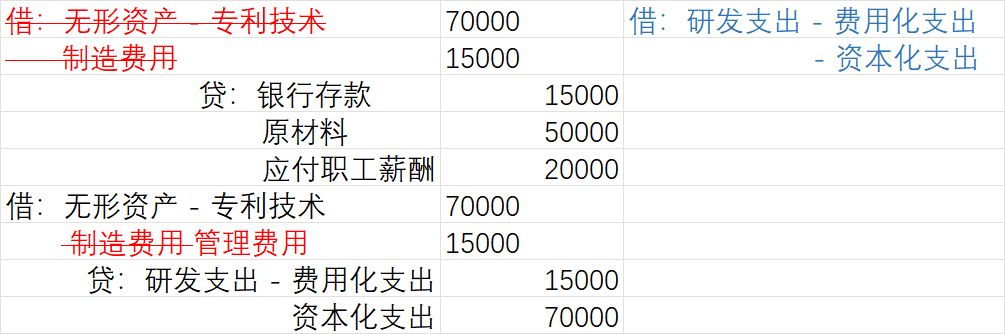 借：无形资产 - 专利技术 70000 借：研发支出 - 费用化支出
制造费用 15000 - 资本化支出
贷：银行存款 15000
原材料 50000
应付职工薪酬 20000
借：无形资产 - 专利技术 70000
制造费用 管理费用 15000
贷：研发支出 - 费用化支出 15000
资本化支出 70000